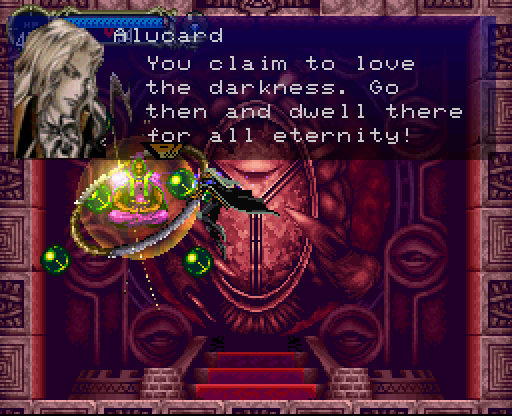 Alucard
You claim to love
the darkness. Go
then and dwell there
for all eternity!